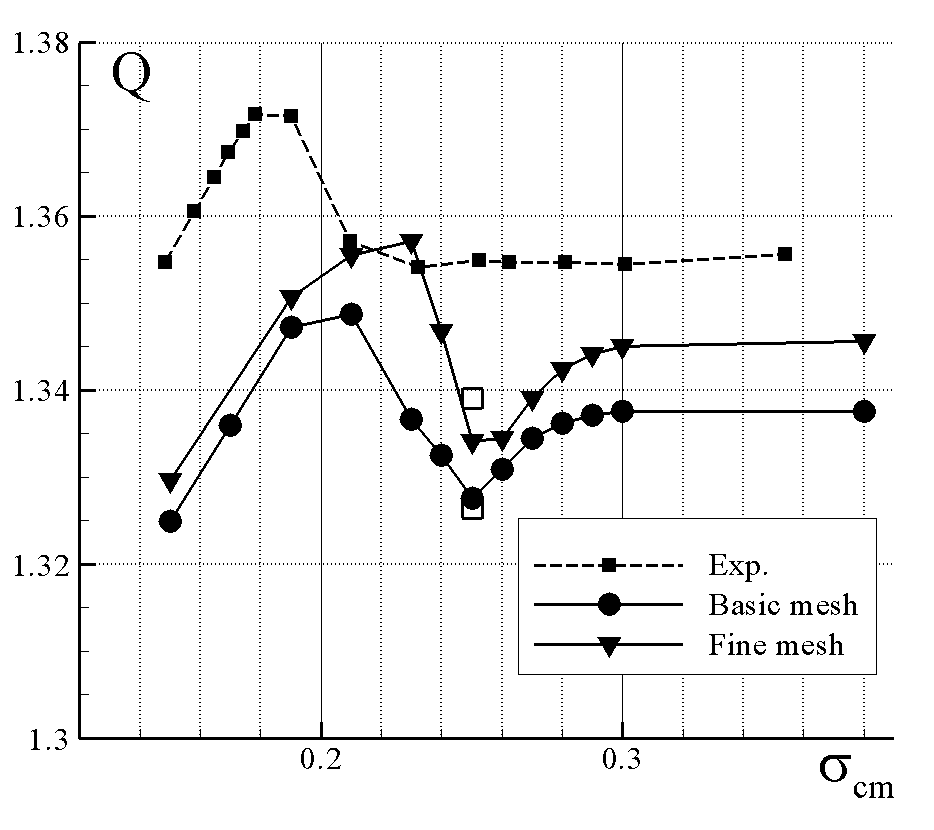 1.38
Q
1.36
1.34
1.32
1.3
0.2
0.3
σcm
Exp.
Basic mesh
Fine mesh